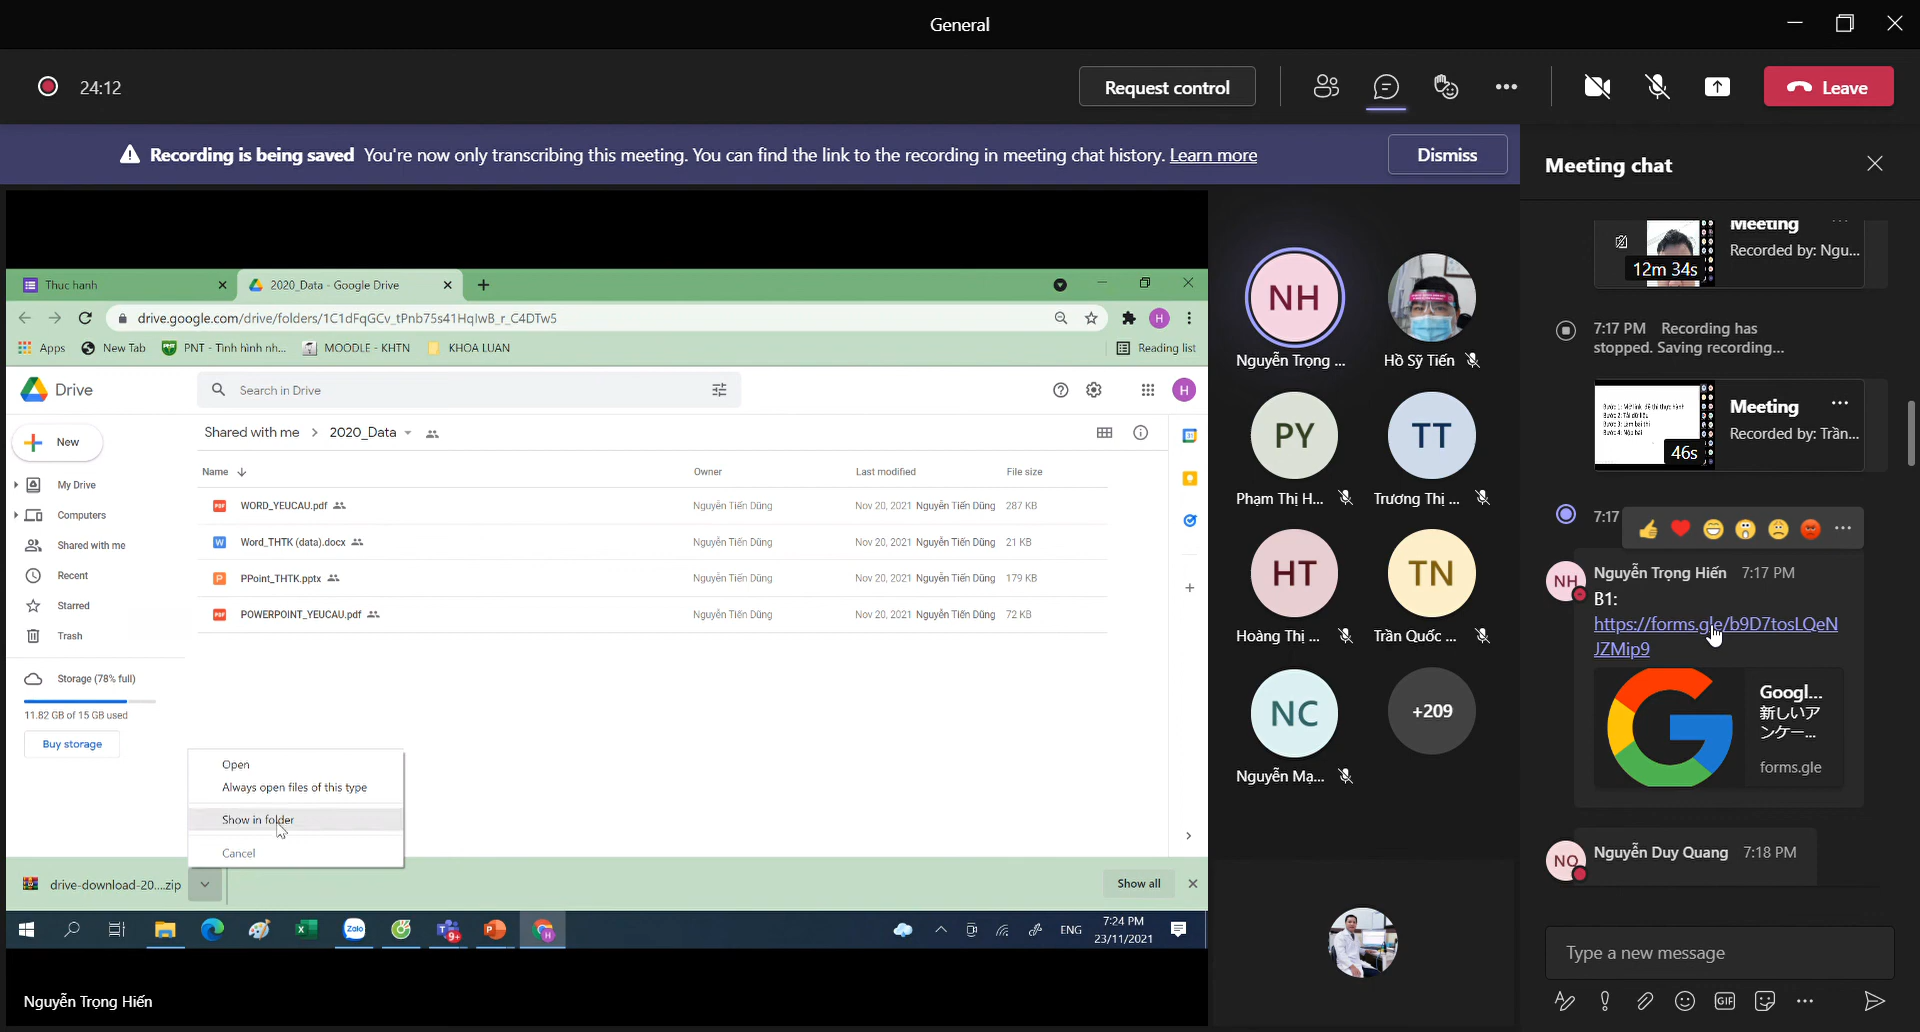 General
24:12
Request control
Leave
Recording is being saved You're now only transcribing this meeting. You can find the link to the recording in meeting chat history. Learn more
Dismiss
Thuc hanh
2020_Data - Google Drive
drive.google.com/drive/folders/1C1dFqGCv_tPnb75s41HqlwB_r_C4DTw5
H
Apps
New Tab
PNT - Tình hình nh...
MOODLE - KHTN
KHOA LUAN
Reading list
Drive
Search in Drive
H
New
Shared with me > 2020_Data
My Drive
Computers
Shared with me
Recent
Starred
Trash
Storage (78% full)
11.82 GB of 15 GB used
Buy storage
Name Owner Last modified File size
WORD_YEUCAU.pdf Nguyễn Tiến Dũng Nov 20, 2021 Nguyễn Tiến Dũng 287 KB
Word_THTK (data).docx Nguyễn Tiến Dũng Nov 20, 2021 Nguyễn Tiến Dũng 21 KB
PPoint_THTK.pptx Nguyễn Tiến Dũng Nov 20, 2021 Nguyễn Tiến Dũng 179 KB
POWERPOINT_YEUCAU.pdf Nguyễn Tiến Dũng Nov 20, 2021 Nguyễn Tiến Dũng 72 KB
Open
Always open files of this type
Show in folder
Cancel
drive-download-20....zip
Show all
Zalo
9+
ENG
7:24 PM
23/11/2021
Nguyễn Trọng Hiến
NH
Nguyễn Trọng ...
Hồ Sỹ Tiến
PY
Phạm Thị H...
TT
Trương Thị ...
HT
Hoàng Thị ...
TN
Trần Quốc ...
NC
Nguyễn Mạ...
+209
Meeting chat
Meeting
Recorded by: Ngu...
12m 34s
7:17 PM Recording has
stopped. Saving recording...
Meeting
Recorded by: Trần...
46s
7:17
NH
Nguyễn Trọng Hiến 7:17 PM
B1:
https://forms.gle/b9D7tosLQeN
JZMip9
Googl...
新しいア
ンケー...
forms.gle
NQ
Nguyễn Duy Quang 7:18 PM
Type a new message
GIF